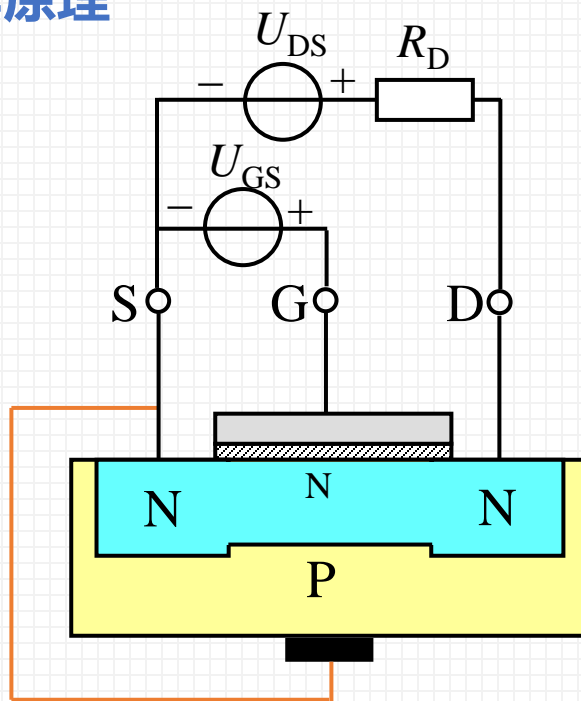 原理
U_DS
R_D
− +
U_GS
− +
S G D
N N N
P